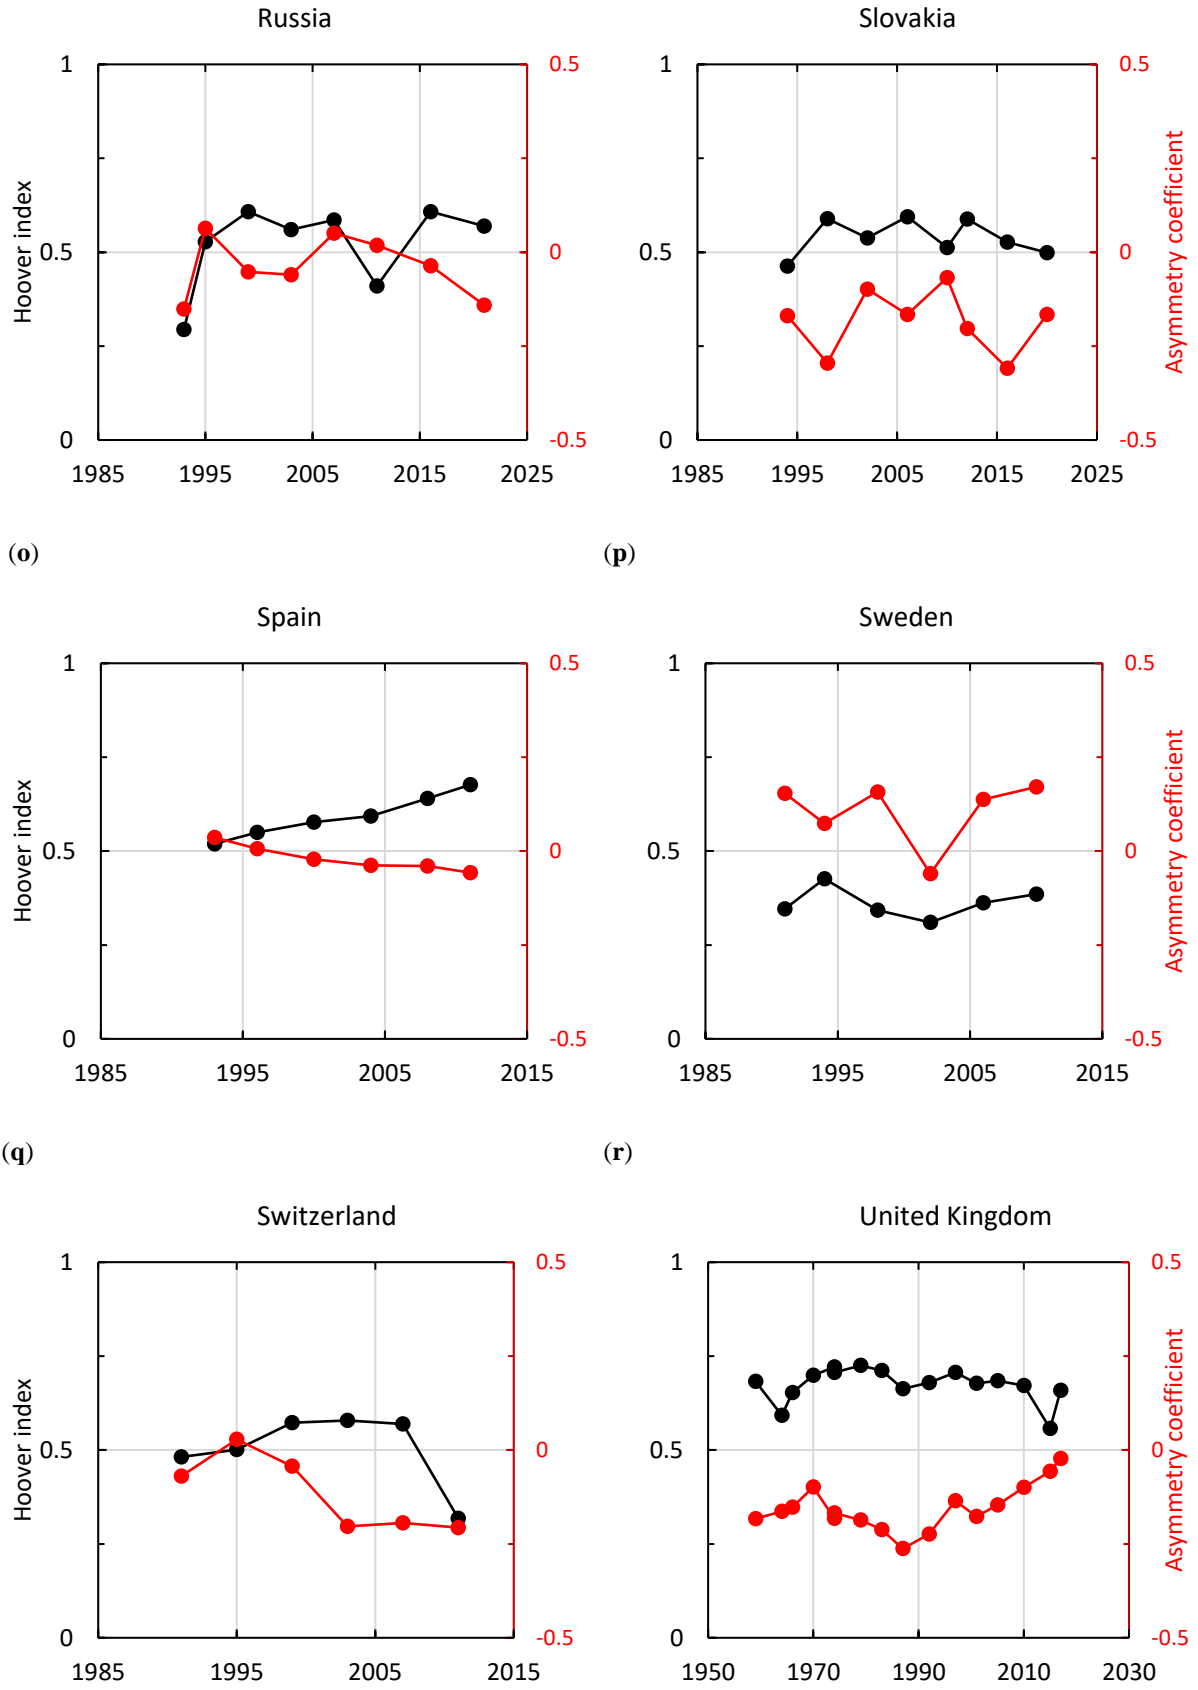 Russia
Slovakia
1
0.5
0
Hoover index
0.5
0
-0.5
1985 1995 2005 2015 2025
1
0.5
0
0.5
0
-0.5
Asymmetry coefficient
1985 1995 2005 2015 2025
(o)
(p)
Spain
Sweden
1
0.5
0
Hoover index
0.5
0
-0.5
1985 1995 2005 2015
1
0.5
0
0.5
0
-0.5
Asymmetry coefficient
1985 1995 2005 2015
(q)
(r)
Switzerland
United Kingdom
1
0.5
0
Hoover index
0.5
0
-0.5
1985 1995 2005 2015
1
0.5
0
0.5
0
-0.5
Asymmetry coefficient
1950 1970 1990 2010 2030